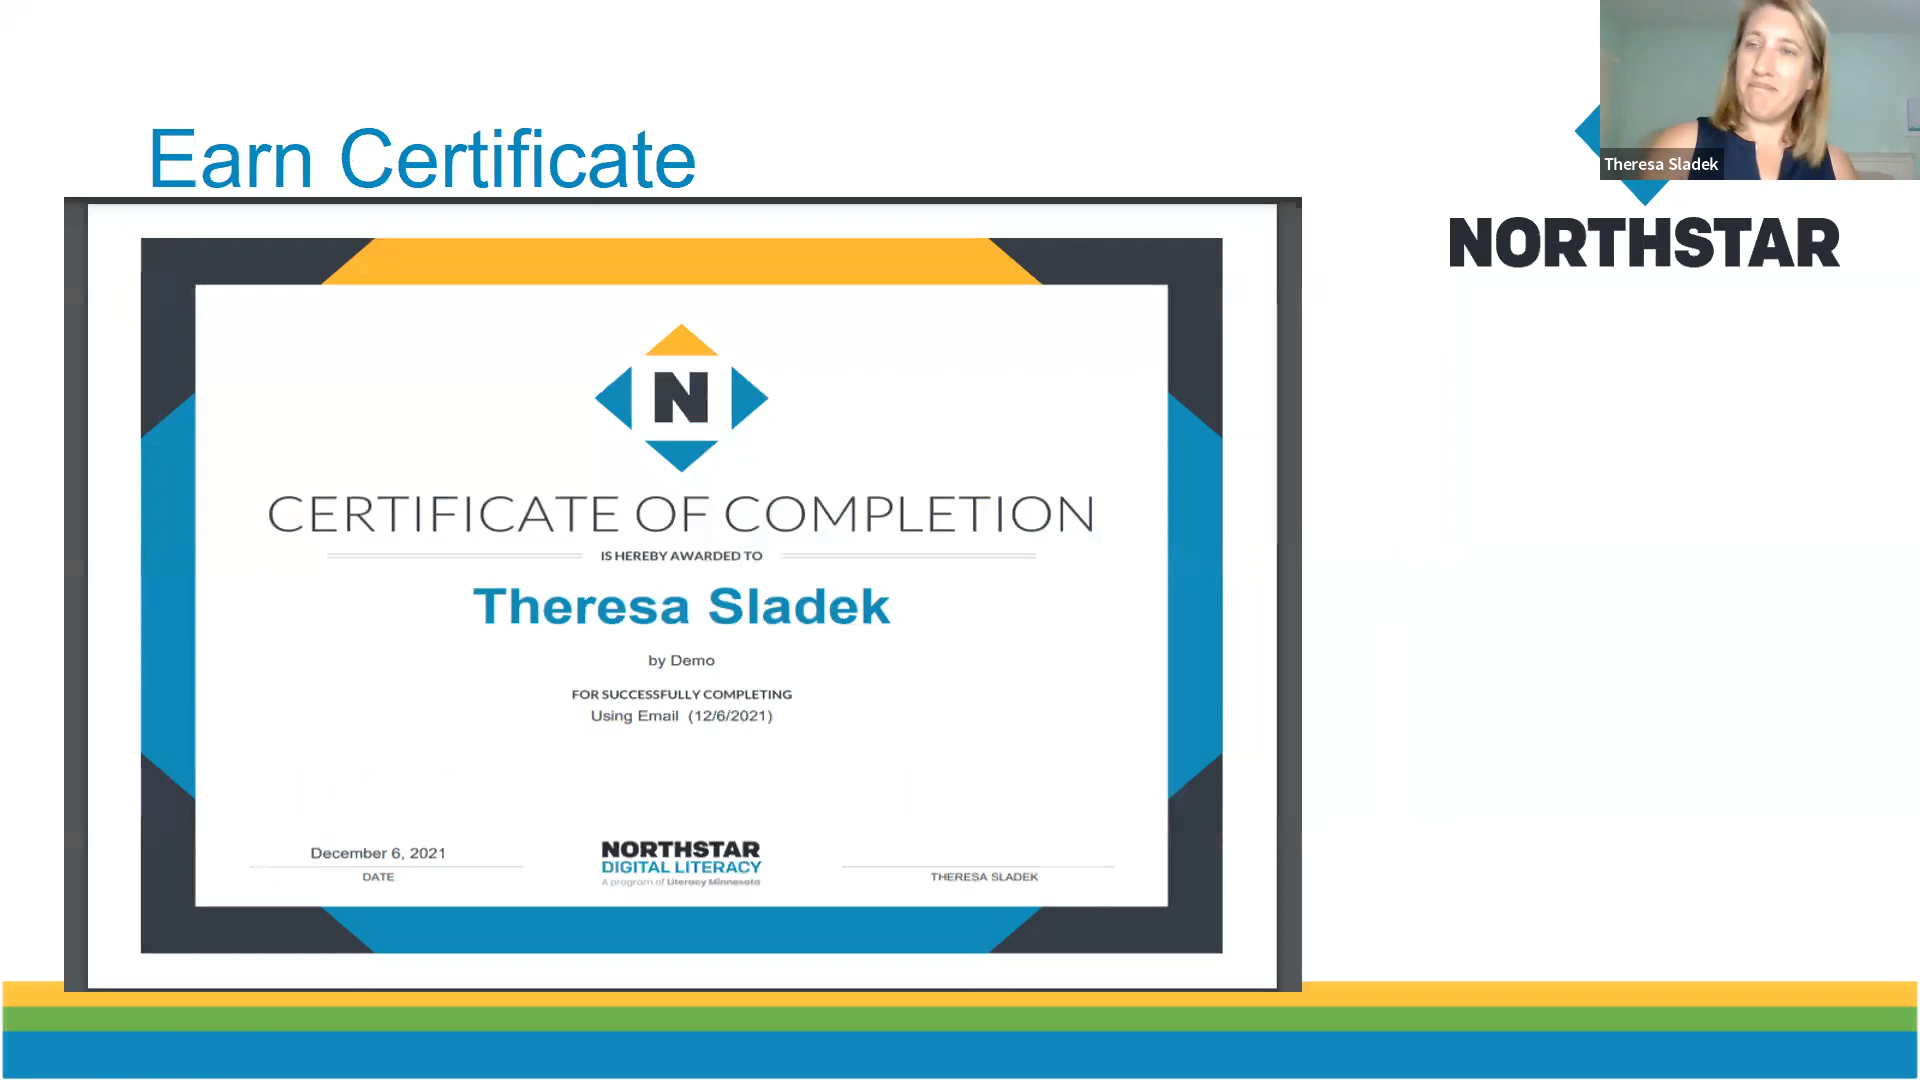 Earn Certificate
Theresa Sladek
NORTHSTAR
N
CERTIFICATE OF COMPLETION
IS HEREBY AWARDED TO
Theresa Sladek
by Demo
FOR SUCCESSFULLY COMPLETING
Using Email (12/6/2021)
December 6, 2021
DATE
NORTHSTAR
DIGITAL LITERACY
A program of Literacy Minnesota
THERESA SLADEK